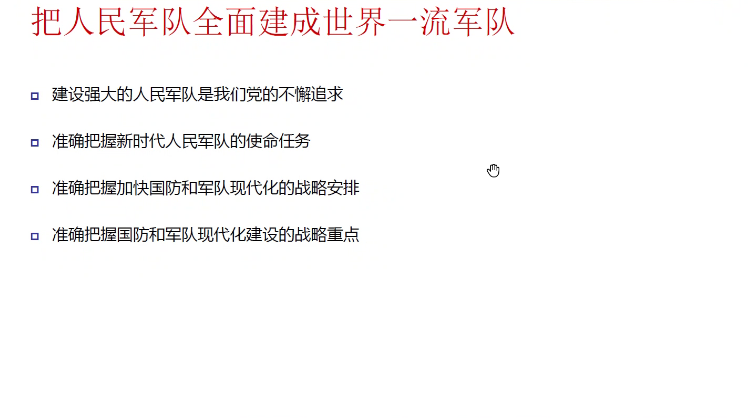 把人民军队全面建成世界一流军队
建设强大的人民军队是我们党的不懈追求
准确把握新时代人民军队的使命任务
准确把握加快国防和军队现代化的战略安排
准确把握国防和军队现代化建设的战略重点